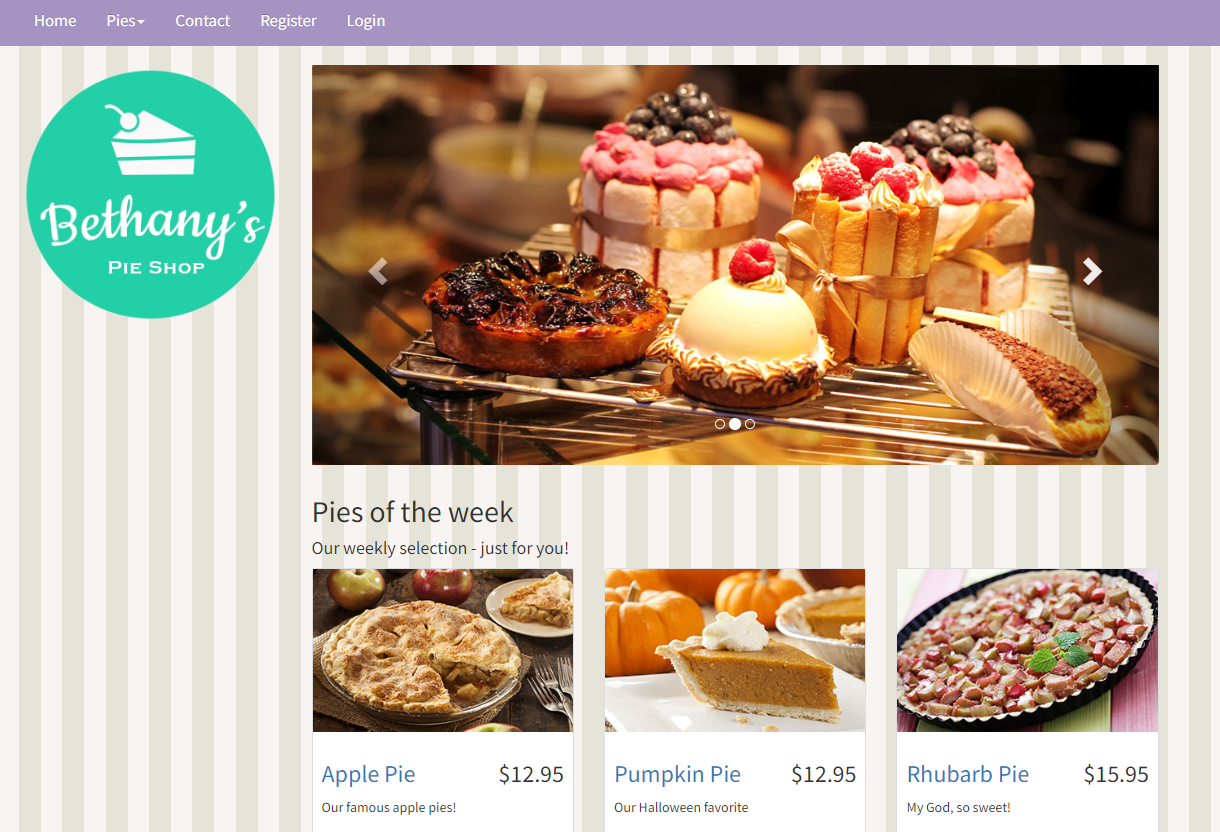 Home Pies Contact Register Login
Bethany's
PIE SHOP
Pies of the week
Our weekly selection - just for you!
Apple Pie $12.95
Our famous apple pies!
Pumpkin Pie $12.95
Our Halloween favorite
Rhubarb Pie $15.95
My God, so sweet!